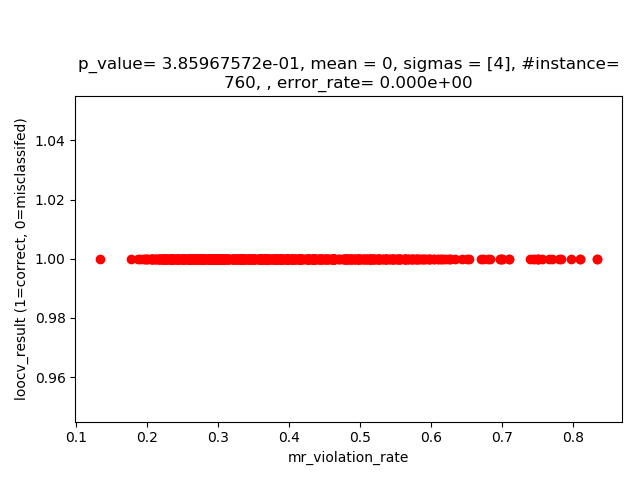 p_value= 3.85967572e-01, mean = 0, sigmas = [4], #instance=
760, , error_rate= 0.000e+00
loocv_result (1=correct, 0=misclassifed)
1.04
1.02
1.00
0.98
0.96
0.1 0.2 0.3 0.4 0.5 0.6 0.7 0.8
mr_violation_rate